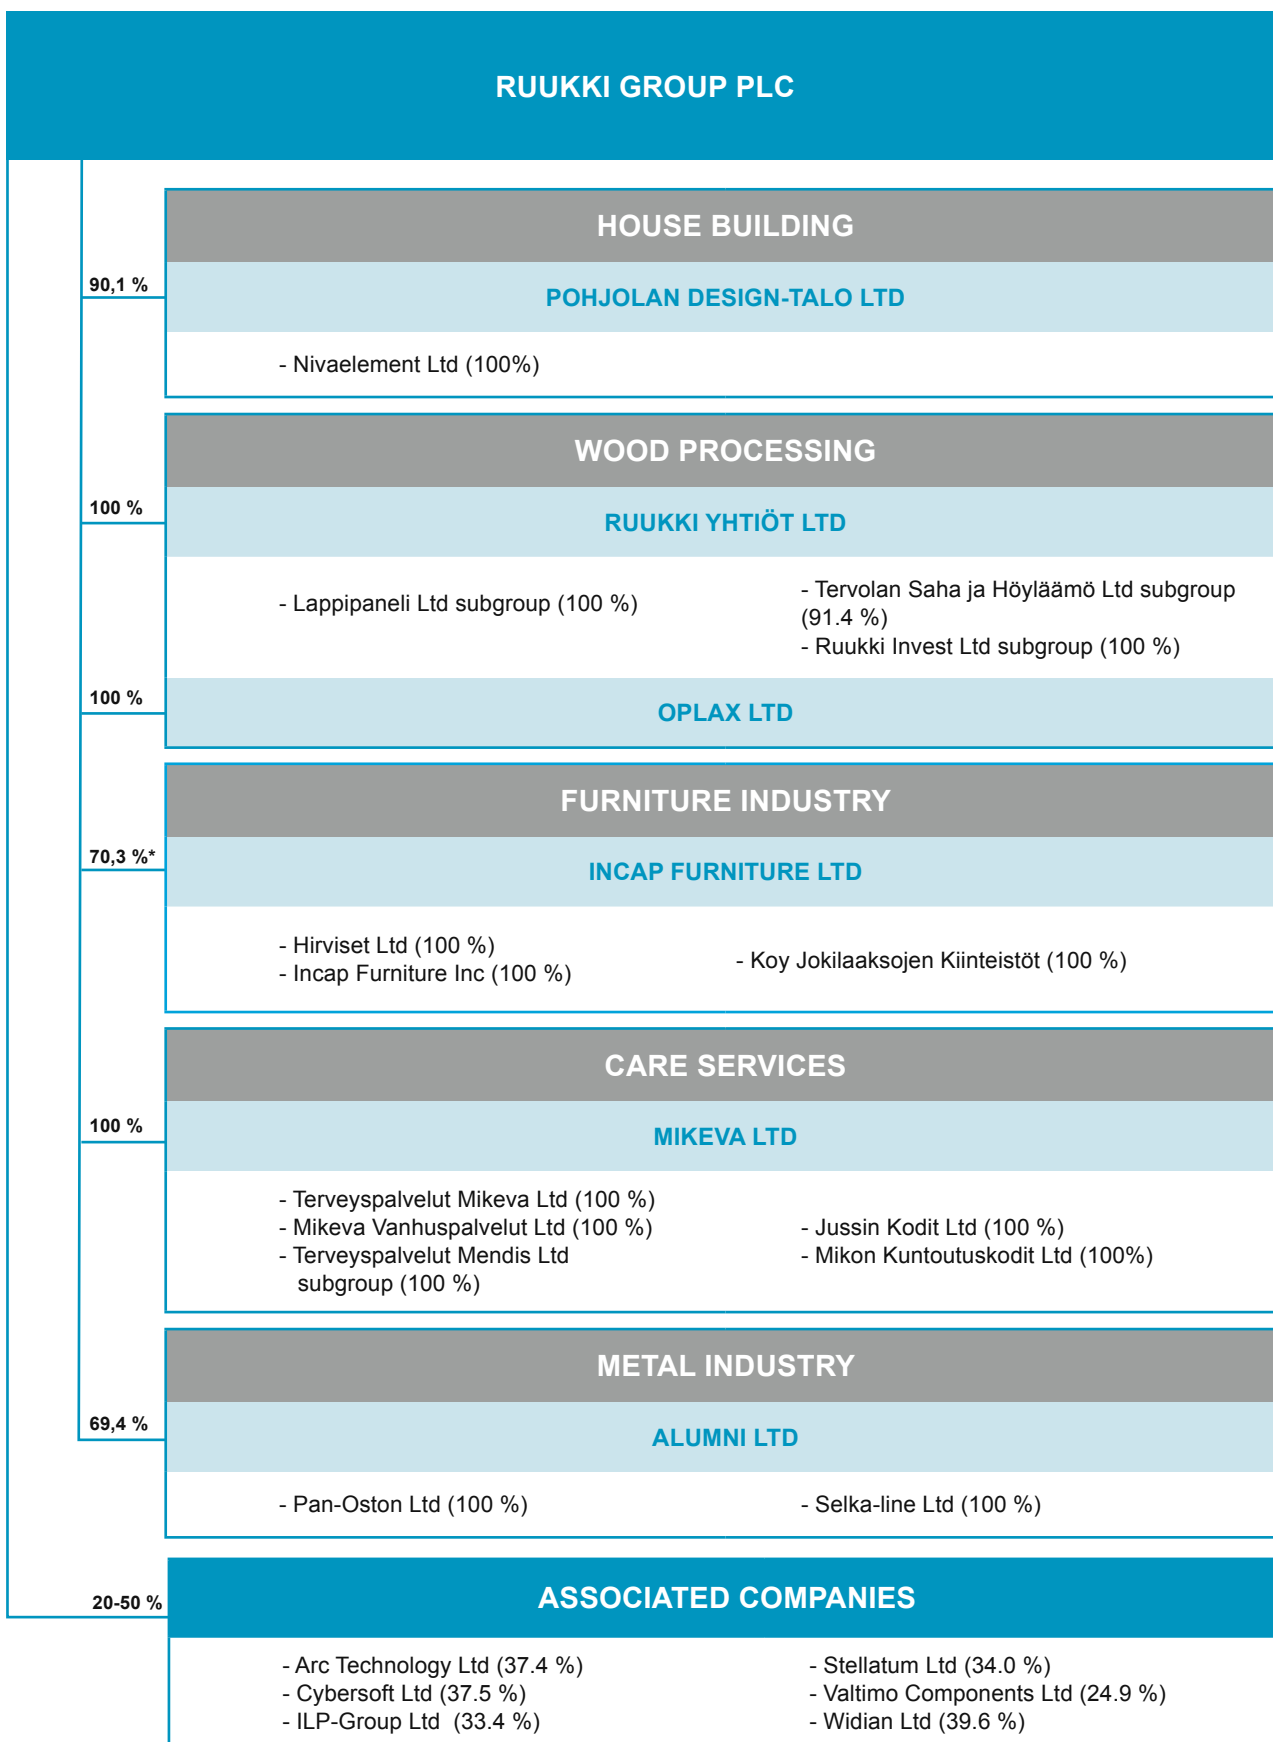 RUUKKI GROUP PLC
HOUSE BUILDING
90,1 %
POHJOLAN DESIGN-TALO LTD
- Nivaelement Ltd (100%)
WOOD PROCESSING
100 %
RUUKKI YHTIÖT LTD
- Lappipaneli Ltd subgroup (100 %)
- Tervolan Saha ja Höyläämö Ltd subgroup
(91.4 %)
- Ruukki Invest Ltd subgroup (100 %)
100 %
OPLAX LTD
FURNITURE INDUSTRY
70,3 %*
INCAP FURNITURE LTD
- Hirviset Ltd (100 %)
- Incap Furniture Inc (100 %)
- Koy Jokilaaksojen Kiinteistöt (100 %)
CARE SERVICES
100 %
MIKEVA LTD
- Terveyspalvelut Mikeva Ltd (100 %)
- Mikeva Vanhuspalvelut Ltd (100 %)
- Terveyspalvelut Mendis Ltd
subgroup (100 %)
- Jussin Kodit Ltd (100 %)
- Mikon Kuntoutuskodit Ltd (100%)
METAL INDUSTRY
69,4 %
ALUMNI LTD
- Pan-Oston Ltd (100 %)
- Selka-line Ltd (100 %)
20-50 %
ASSOCIATED COMPANIES
- Arc Technology Ltd (37.4 %)
- Cybersoft Ltd (37.5 %)
- ILP-Group Ltd  (33.4 %)
- Stellatum Ltd (34.0 %)
- Valtimo Components Ltd (24.9 %)
- Widian Ltd (39.6 %)